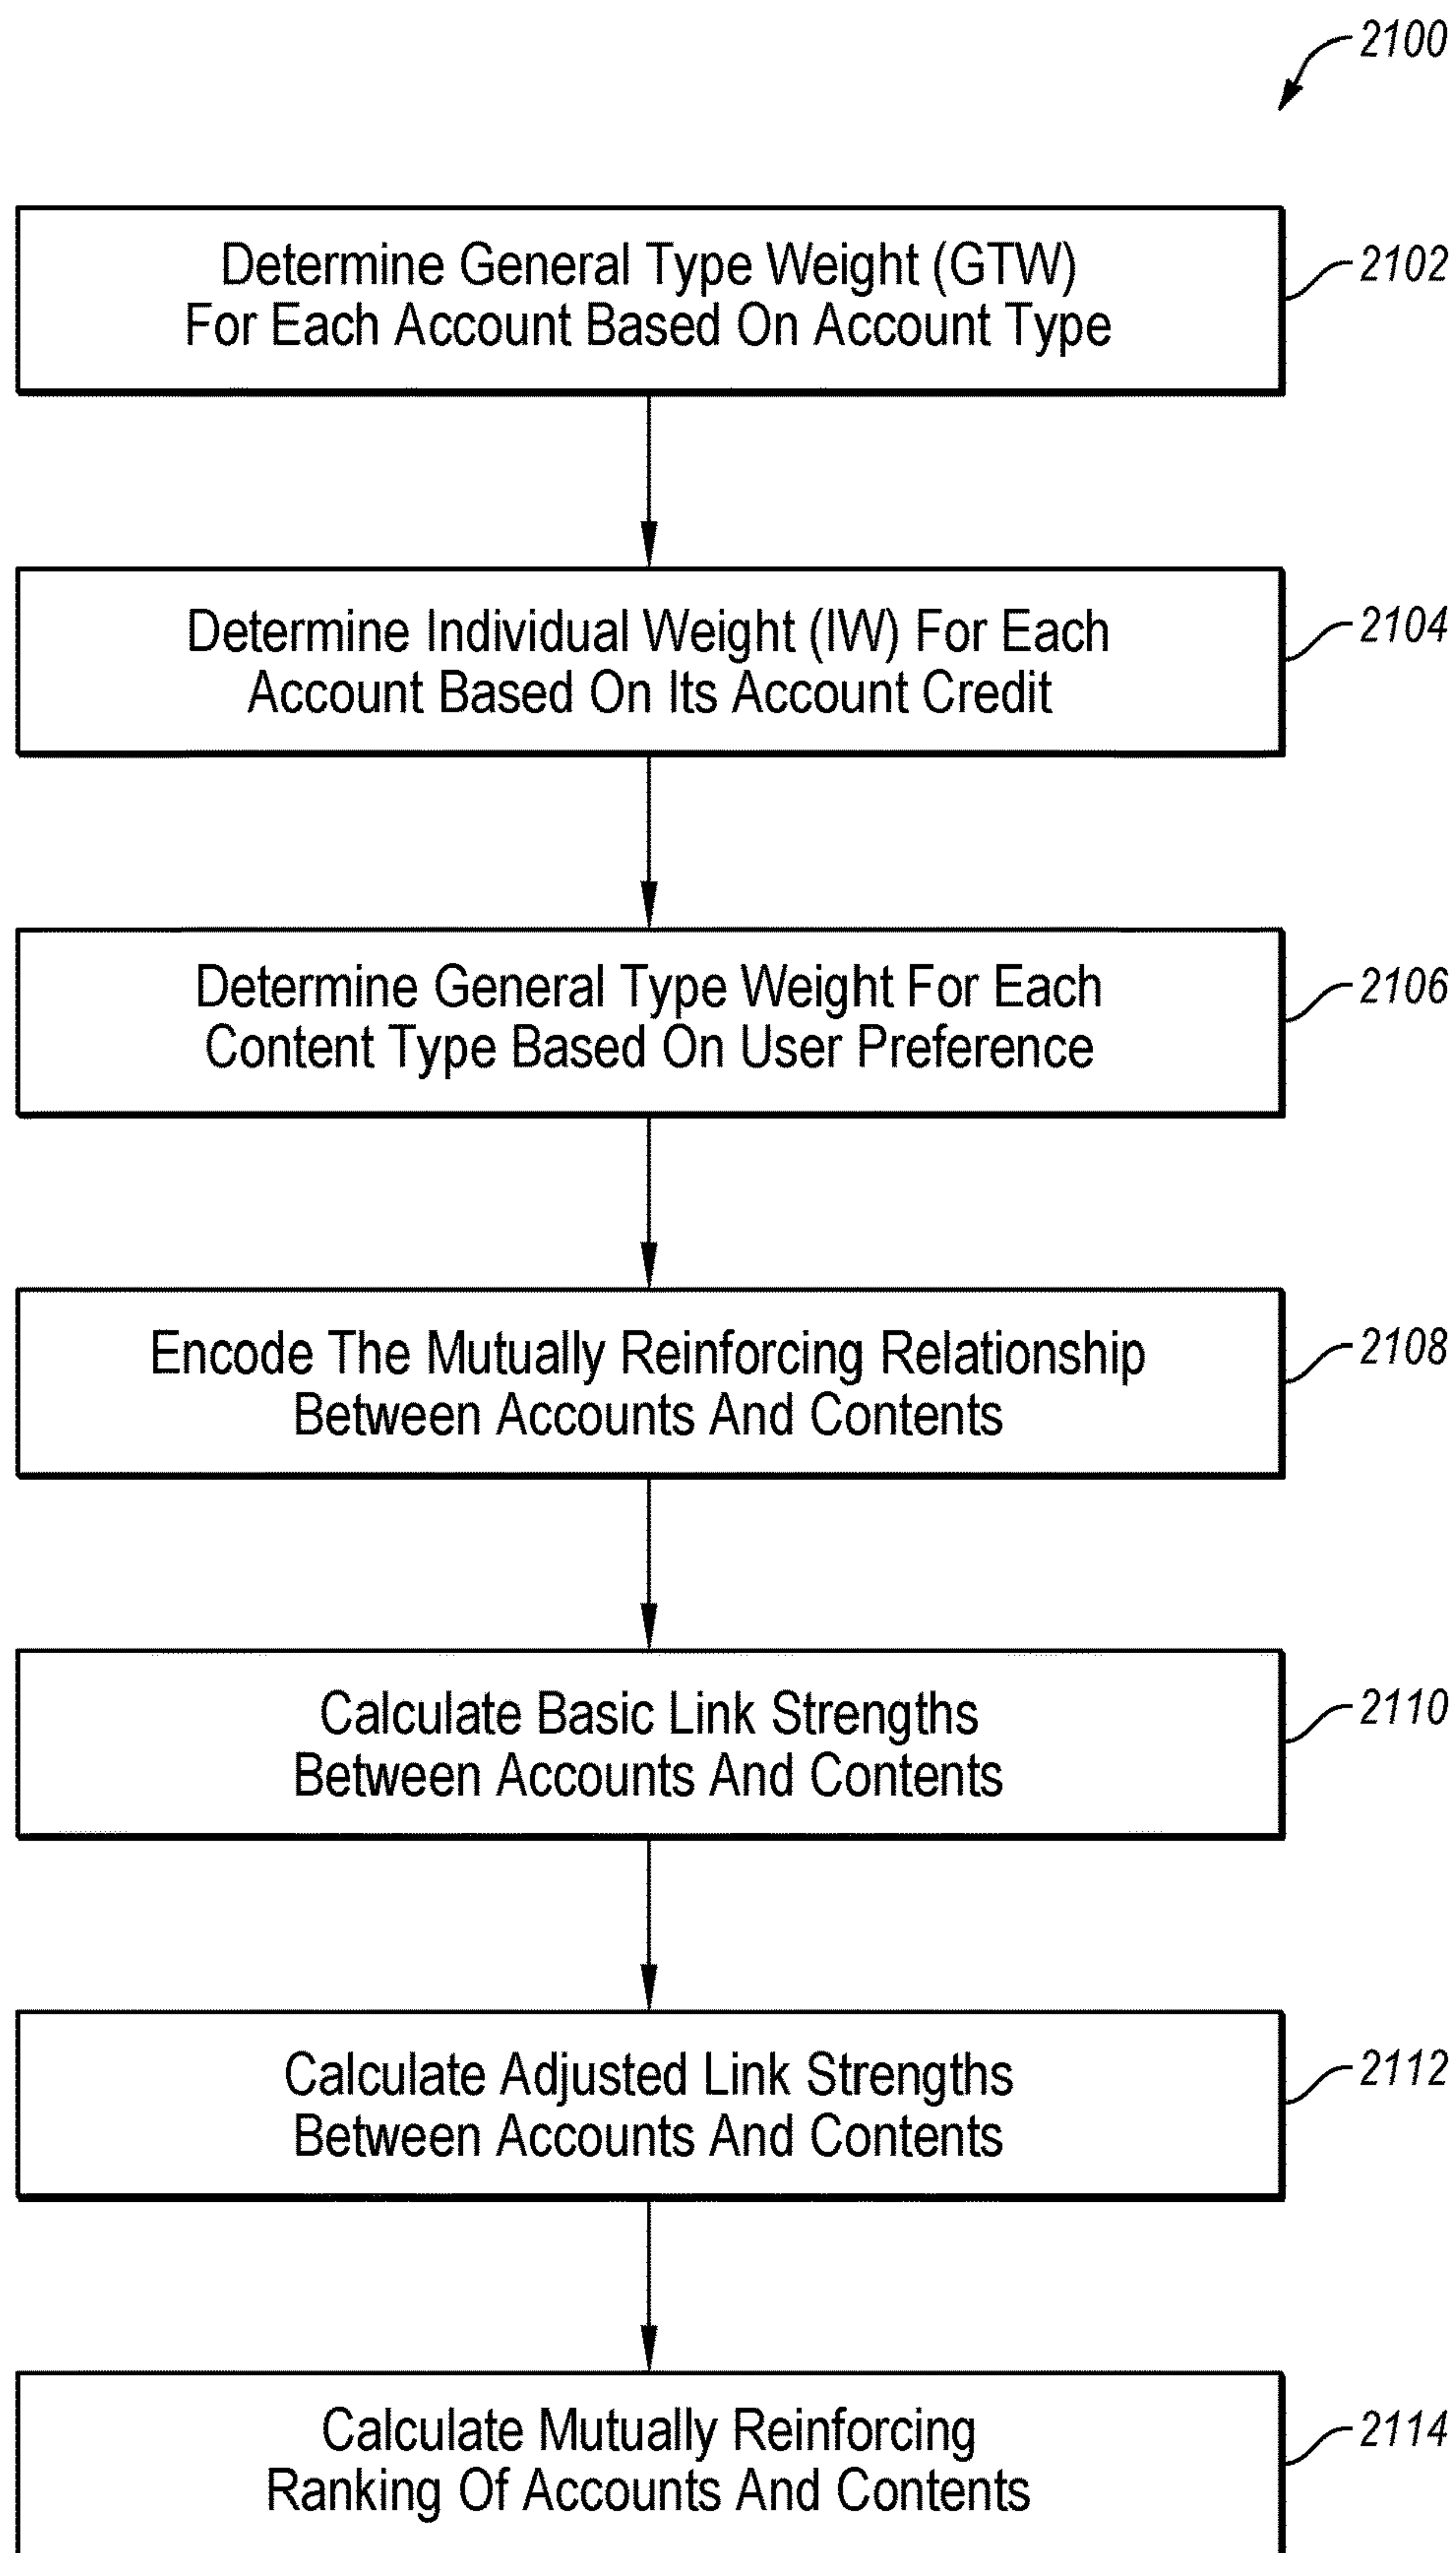 2100
Determine General Type Weight (GTW)
For Each Account Based On Account Type
2102
Determine Individual Weight (IW) For Each
Account Based On Its Account Credit
2104
Determine General Type Weight For Each
Content Type Based On User Preference
2106
Encode The Mutually Reinforcing Relationship
Between Accounts And Contents
2108
Calculate Basic Link Strengths
Between Accounts And Contents
2110
Calculate Adjusted Link Strengths
Between Accounts And Contents
2112
Calculate Mutually Reinforcing
Ranking Of Accounts And Contents
2114